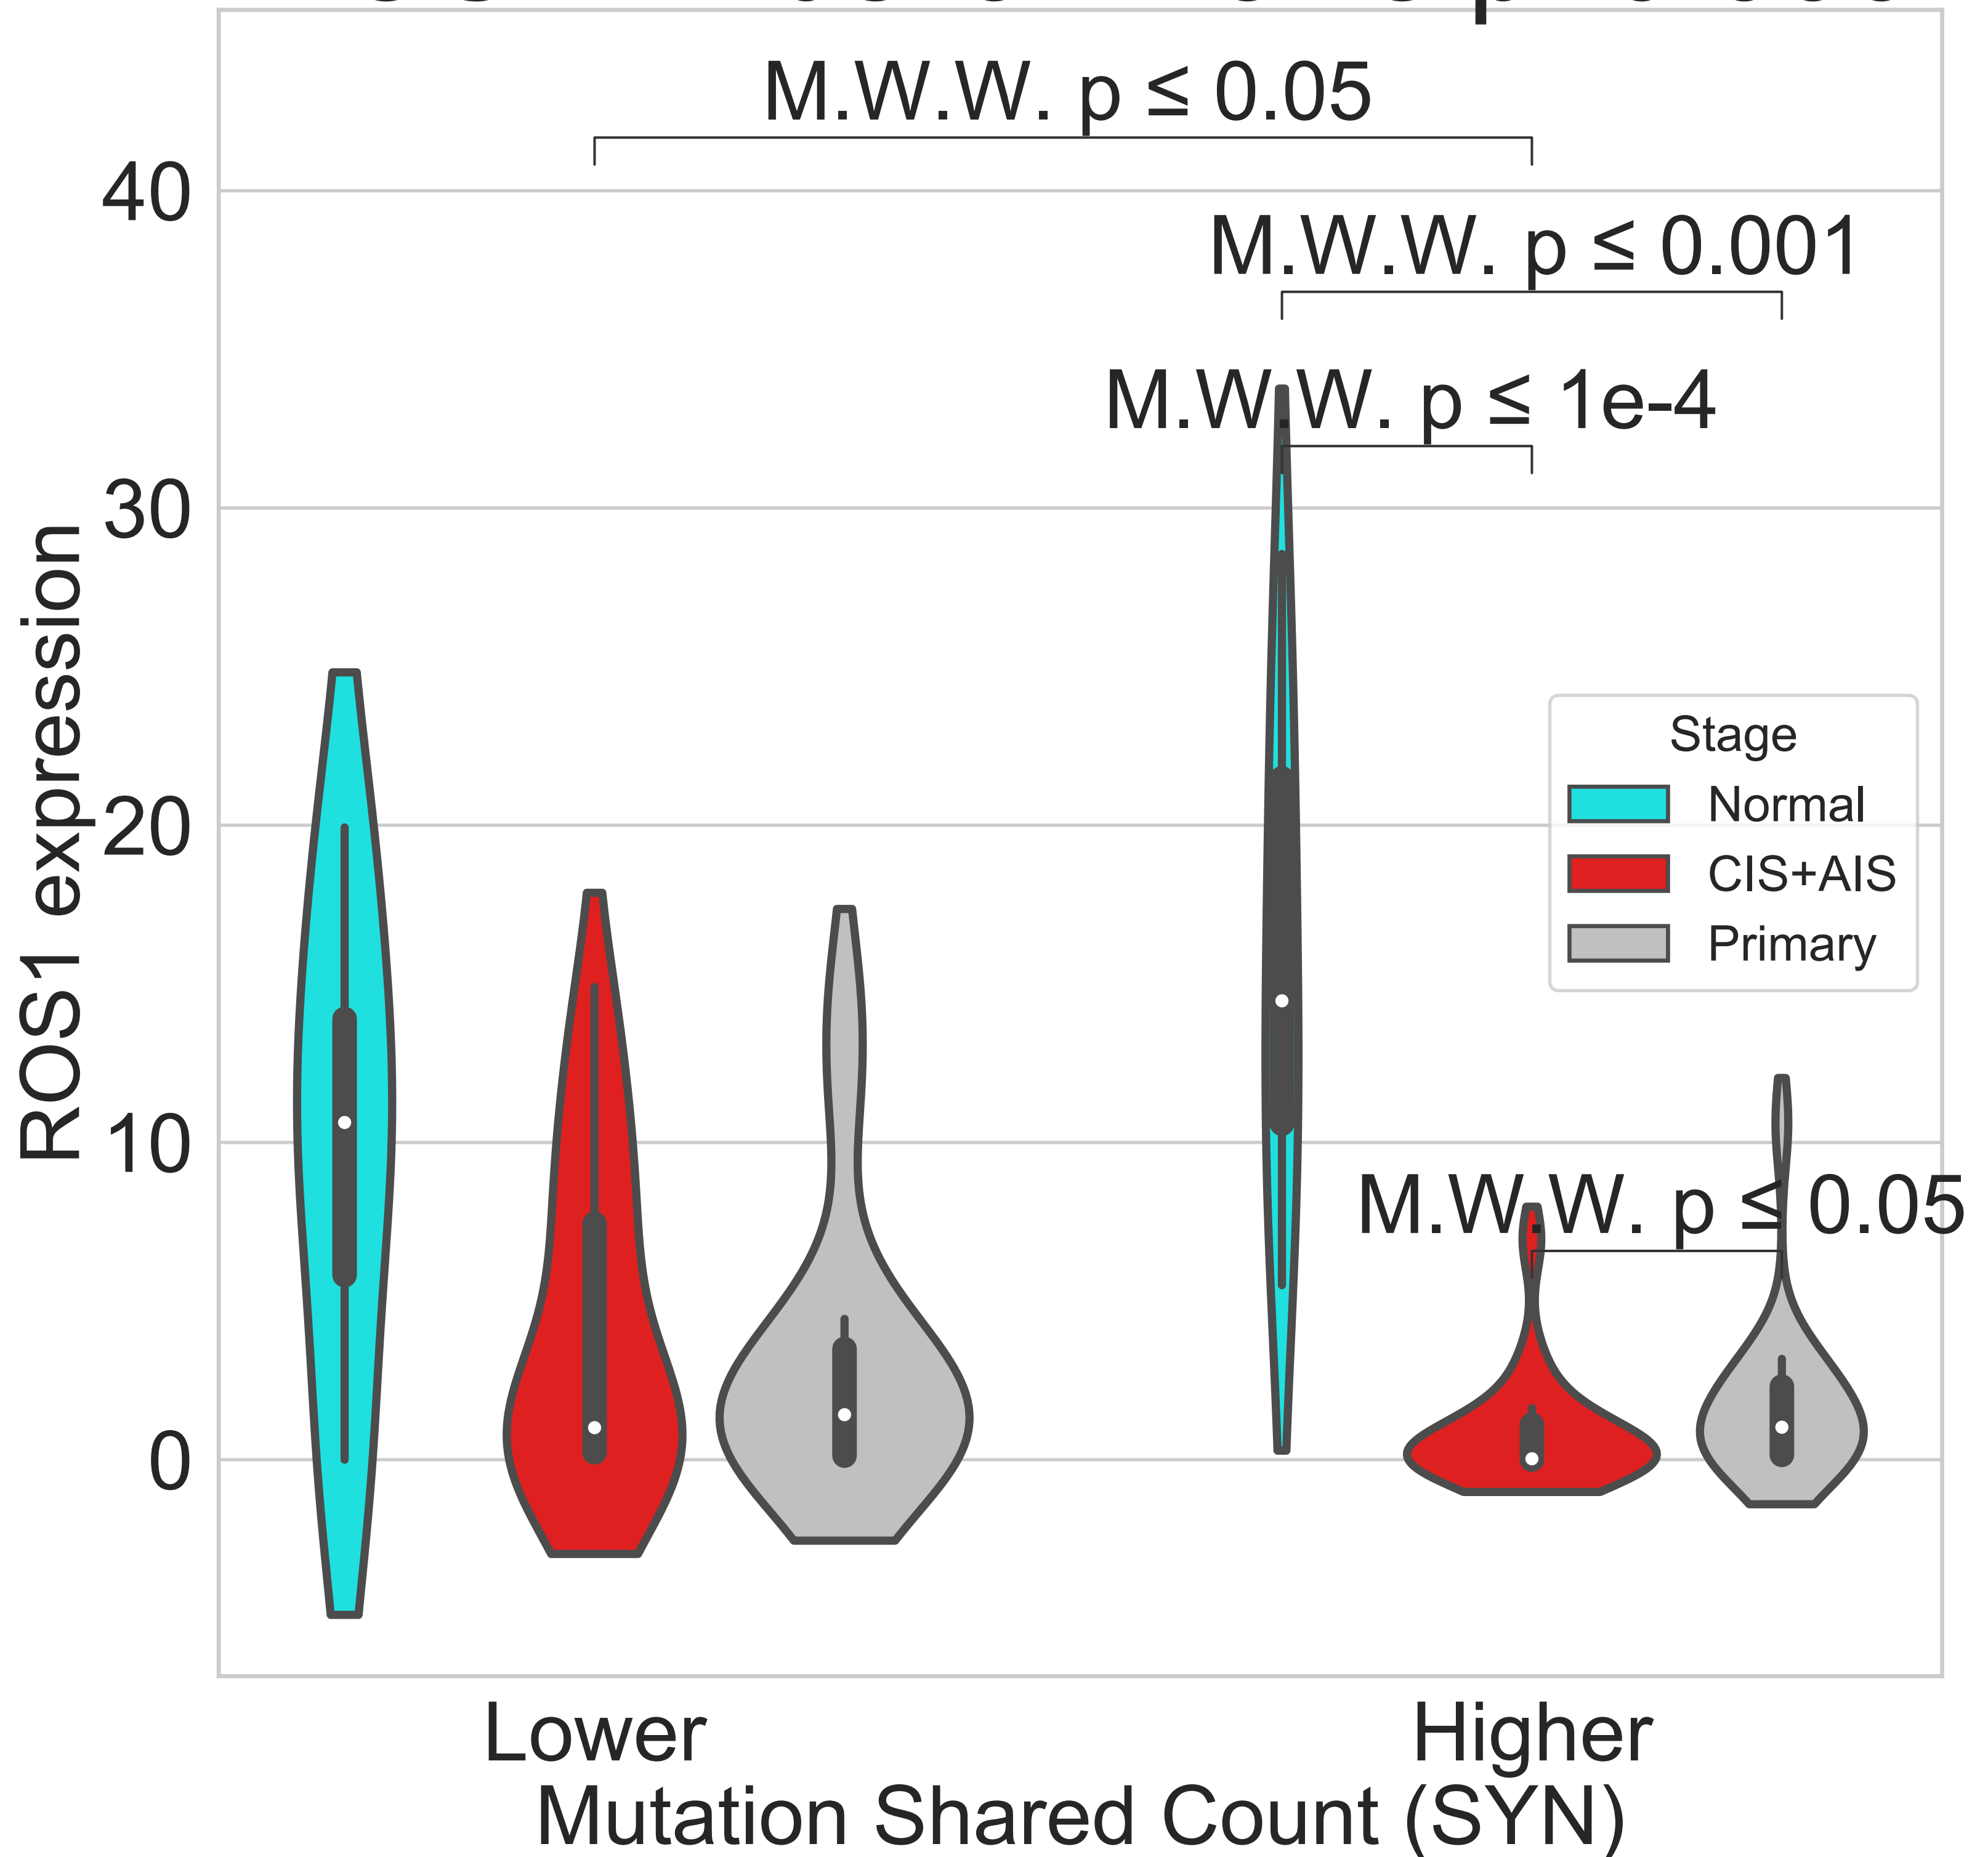 M.W.W. p ≤ 0.05
40
M.W.W. p ≤ 0.001
M.W.W. p ≤ 1e-4
30
ROS1 expression
Stage
Normal
CIS+AIS
Primary
20
10
M.W.W. p ≤ 0.05
0
Lower
Higher
Mutation Shared Count (SYN)